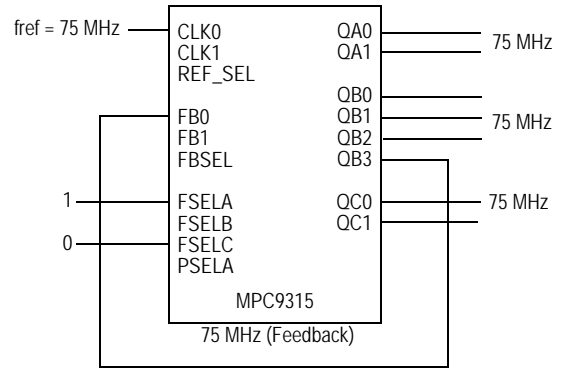 fref = 75 MHz
CLK0
CLK1
REF_SEL
FB0
FB1
FBSEL
1
FSELA
FSELB
0
FSELC
PSELA
QA0
QA1
75 MHz
QB0
QB1
75 MHz
QB2
QB3
QC0
75 MHz
QC1
MPC9315
75 MHz (Feedback)